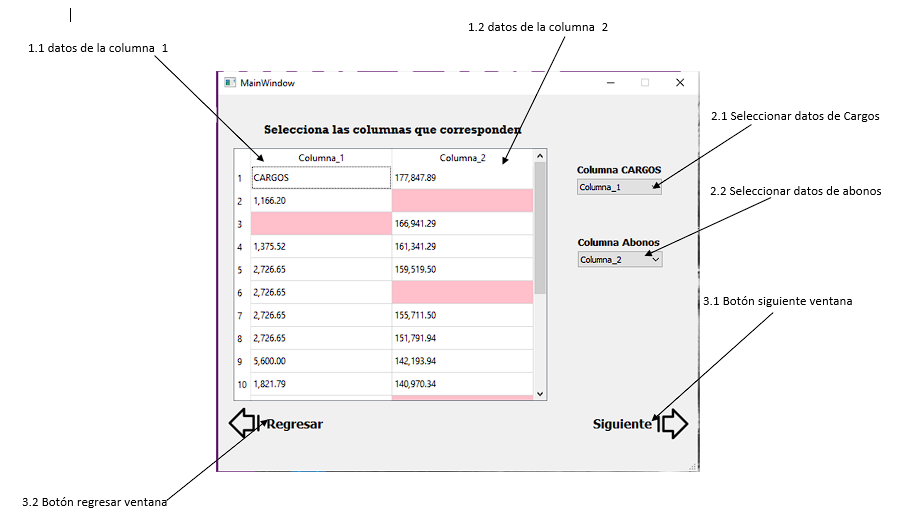 1.2 datos de la columna  2
1.1 datos de la columna  1
MainWindow
2.1 Seleccionar datos de Cargos
Selecciona las columnas que corresponden
Columna_1 Columna_2
Columna CARGOS
1 CARGOS 177,847.89
Columna_1
2.2 Seleccionar datos de abonos
2 1,166.20
3 166,941.29
Columna Abonos
4 1,375.52 161,341.29
Columna_2
5 2,726.65 159,519.50
6 2,726.65
3.1 Botón siguiente ventana
7 2,726.65 155,711.50
8 2,726.65 151,791.94
9 5,600.00 142,193.94
10 1,821.79 140,970.34
Regresar
Siguiente
3.2 Botón regresar ventana